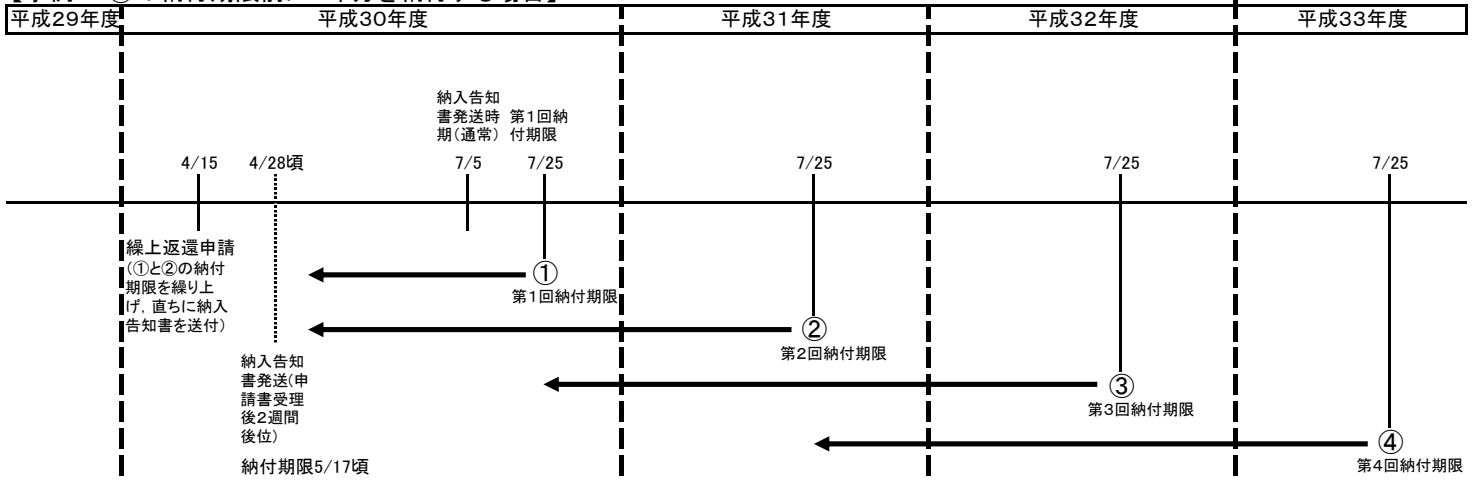 平成29年度 平成30年度 平成31年度 平成32年度 平成33年度
納入告知
書発送時
期(通常)
第1回納
付期限
4/15 4/28頃 7/5 7/25 7/25 7/25 7/25
繰上返還申請
(①と②の納付
期限を繰り上
げ，直ちに納入
告知書を送付)
①
第1回納付期限
②
第2回納付期限
納入告知
書発送(申
請書受理
後2週間
後位)
納付期限5/17頃
③
第3回納付期限
④
第4回納付期限